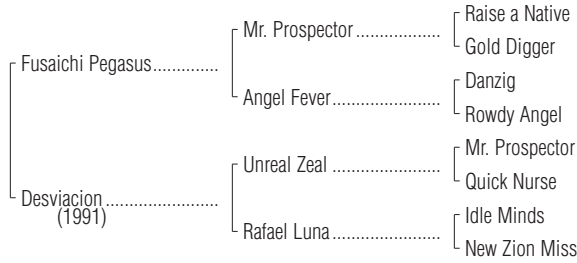 Raise a Native
Mr. Prospector
Gold Digger
Fusaichi Pegasus
Danzig
Angel Fever
Rowdy Angel
Mr. Prospector
Unreal Zeal
Quick Nurse
Desviacion
(1991)
Idle Minds
Rafael Luna
New Zion Miss